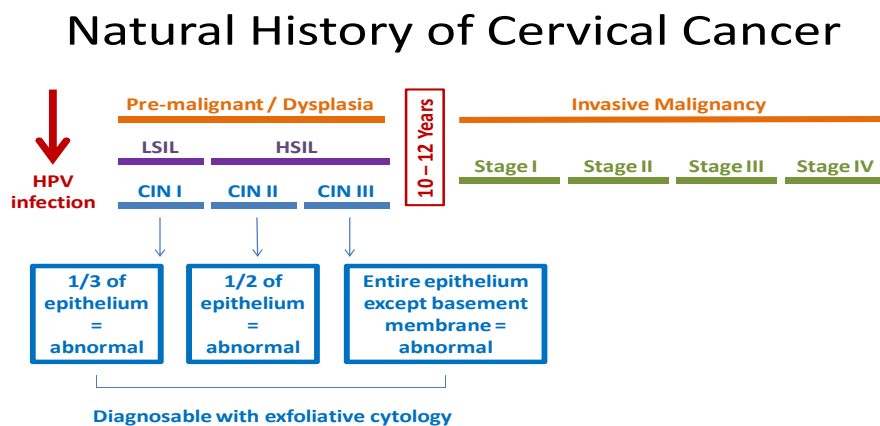 Natural History of Cervical Cancer
Pre-malignant / Dysplasia
10 – 12 Years
Invasive Malignancy
LSIL
HSIL
HPV
infection
CIN I
CIN II
CIN III
Stage I
Stage II
Stage III
Stage IV
1/3 of
epithelium
=
abnormal
1/2 of
epithelium
=
abnormal
Entire epithelium
except basement
membrane =
abnormal
Diagnosable with exfoliative cytology